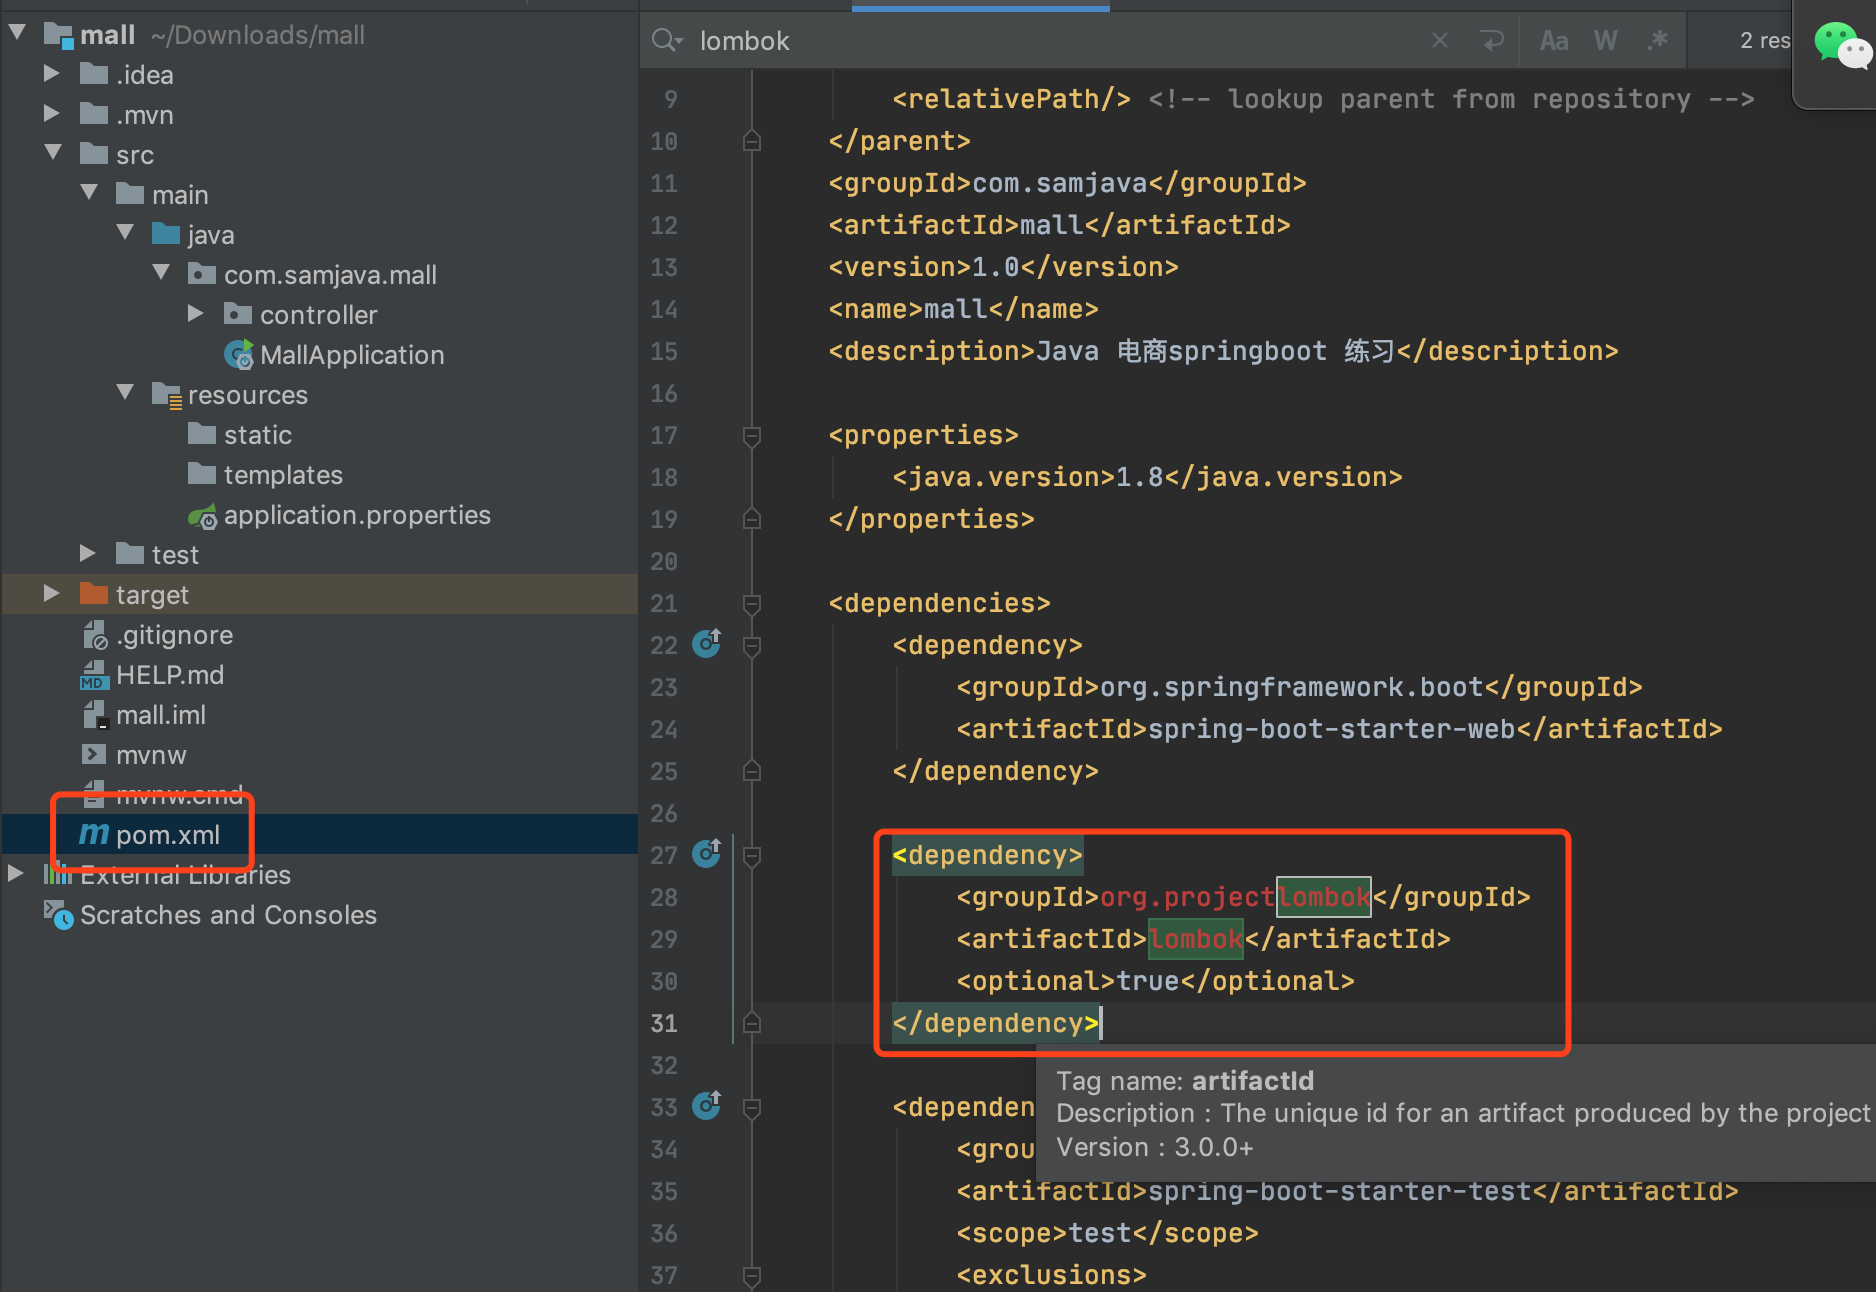 mall ~/Downloads/mall
.idea
.mvn
src
main
java
com.samjava.mall
controller
MallApplication
resources
static
templates
application.properties
test
target
.gitignore
HELP.md
mall.iml
mvnw
mvnw.cmd
pom.xml
External Libraries
Scratches and Consoles
lombok
Aa W .* 2 res
9 <relativePath/> <!-- lookup parent from repository -->
10 </parent>
11 <groupId>com.samjava</groupId>
12 <artifactId>mall</artifactId>
13 <version>1.0</version>
14 <name>mall</name>
15 <description>Java 电商springboot 练习</description>
16
17 <properties>
18 <java.version>1.8</java.version>
19 </properties>
20
21 <dependencies>
22 <dependency>
23 <groupId>org.springframework.boot</groupId>
24 <artifactId>spring-boot-starter-web</artifactId>
25 </dependency>
26
27 <dependency>
28 <groupId>org.projectlombok</groupId>
29 <artifactId>lombok</artifactId>
30 <optional>true</optional>
31 </dependency>
32
33 <dependen
34 <grou
35 <artifactId>spring-boot-starter-test</artifactId>
36 <scope>test</scope>
37 <exclusions>
Tag name: artifactId
Description : The unique id for an artifact produced by the project
Version : 3.0.0+